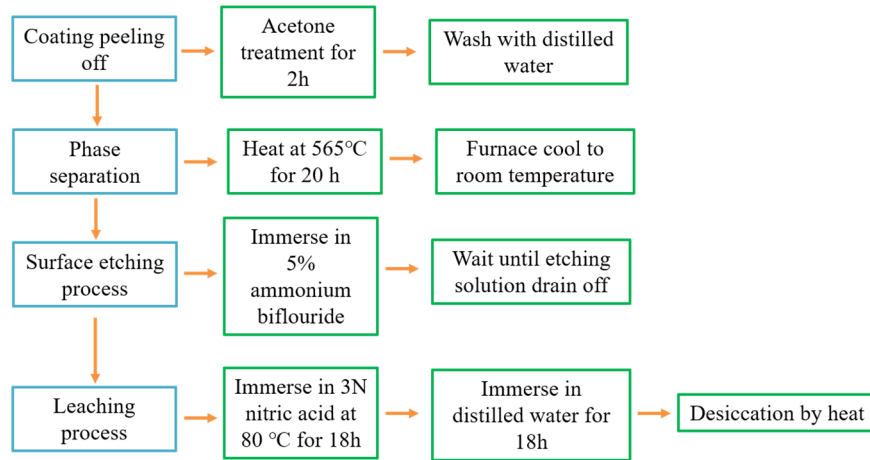 Coating peeling
off
Acetone
treatment for
2h
Wash with distilled
water
Phase
separation
Heat at 565℃
for 20 h
Furnace cool to
room temperature
Surface etching
process
Immerse in
5%
ammonium
biflouride
Wait until etching
solution drain off
Leaching
process
Immerse in 3N
nitric acid at
80 ℃ for 18h
Immerse in
distilled water for
18h
Desiccation by heat